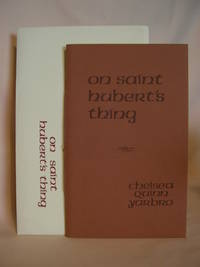 on saint
hubert's
thing
on saint
hubert's
thing
chelsea
quinn
yarbro